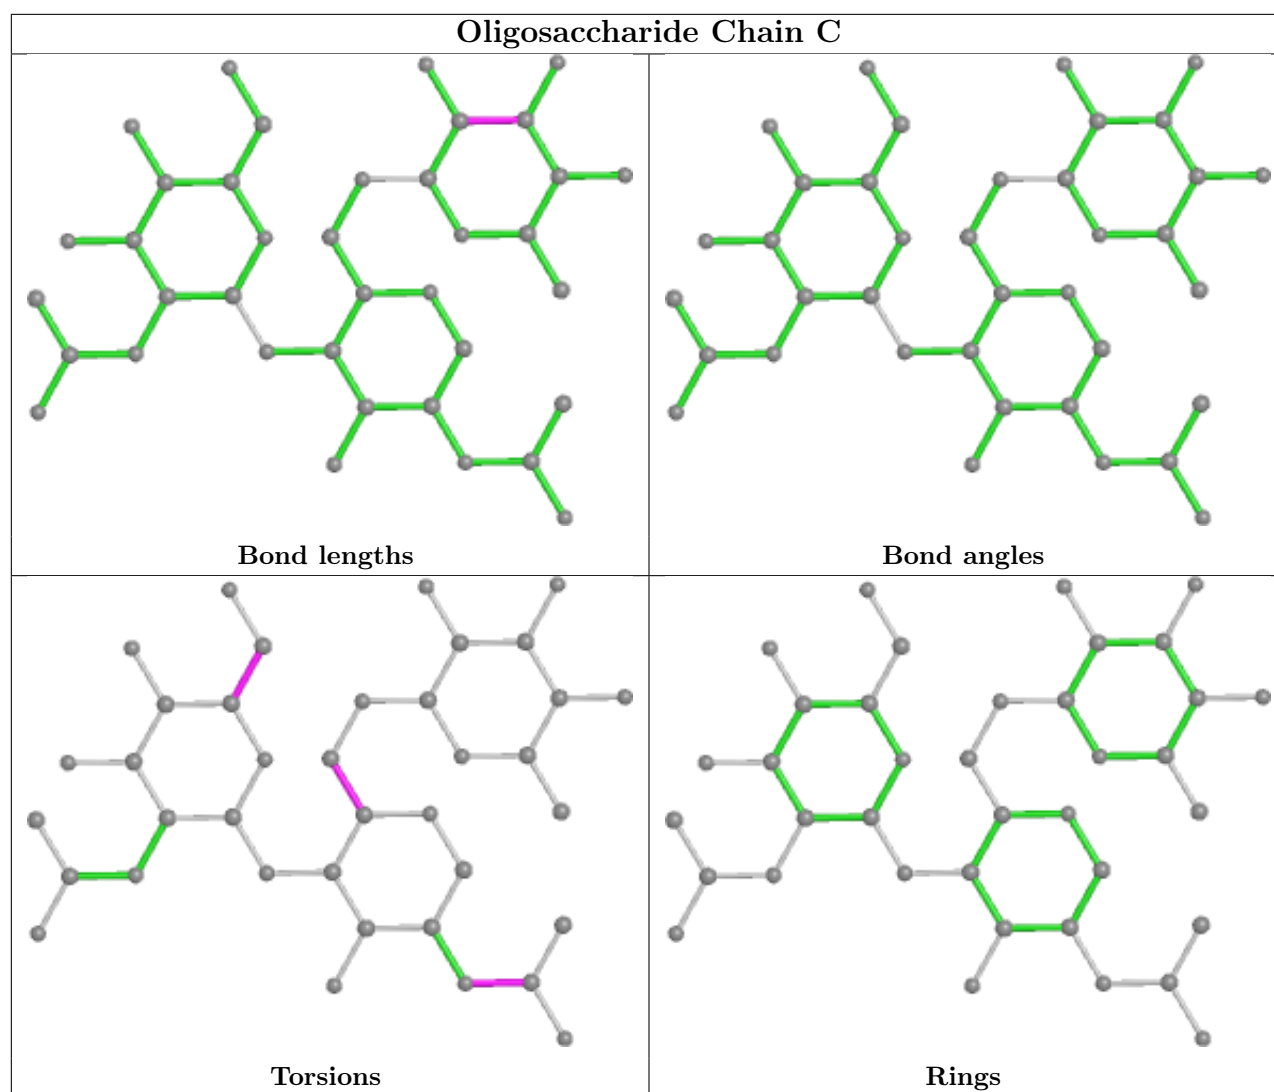 Oligosaccharide Chain C
Bond lengths
Bond angles
Torsions
Rings